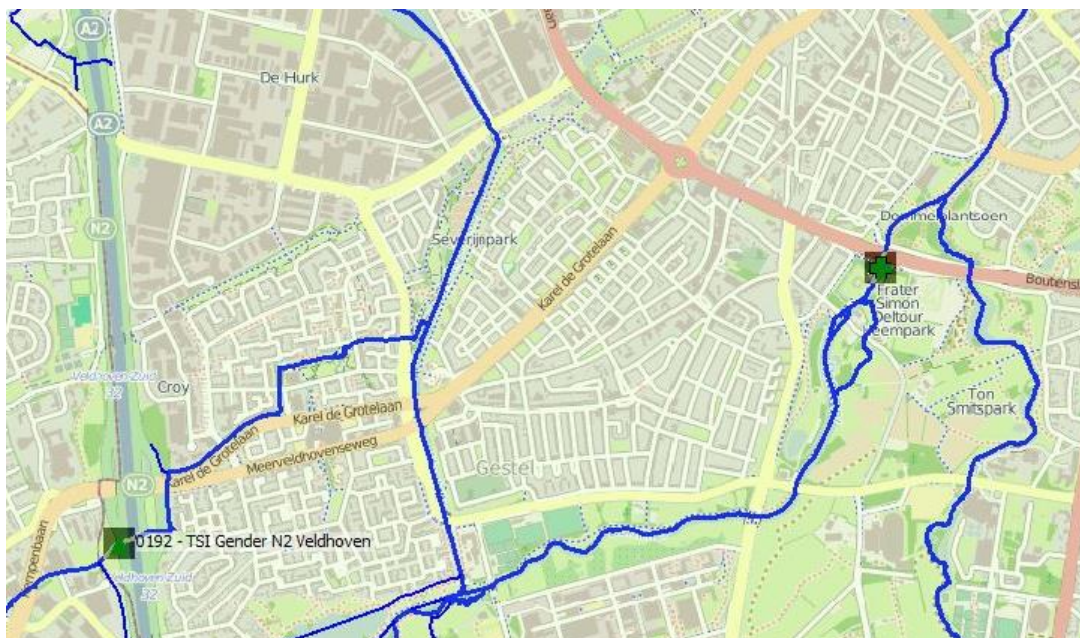 A2
De Hurk
A2
N2
Dommelplantsoen
Severijnpark
Karel de Grotelaan
Frater
Simon
Deltour
Leempark
Veldhoven-Zuid
32
Croy
Ton
Smitspark
Karel de Grotelaan
Karel de Grotelaan
Meerveldhovenseweg
Gestel
N2
0192 - TSI Gender N2 Veldhoven
Veldhoven Zuid
32